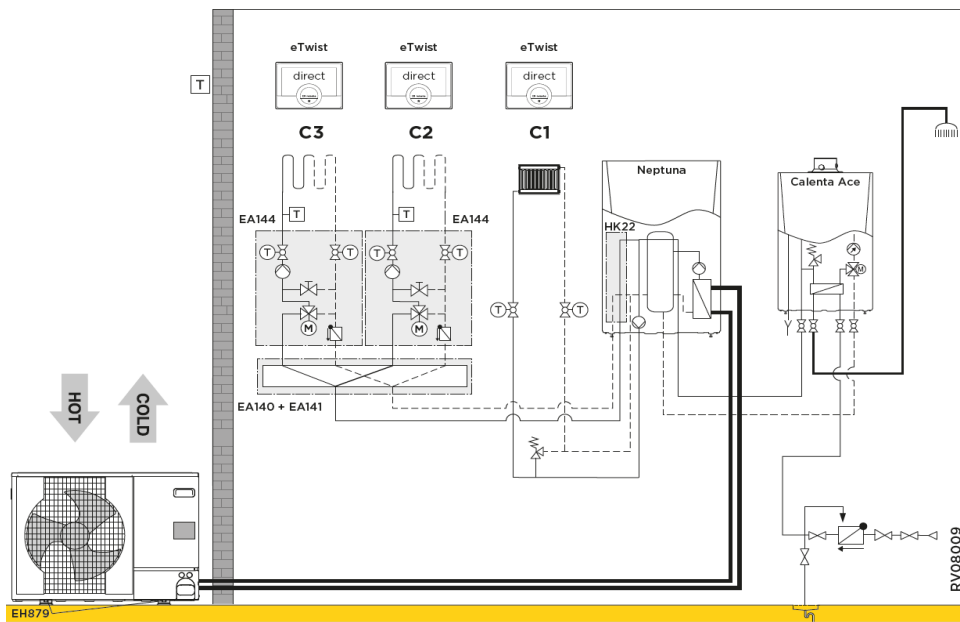 eTwist
eTwist
eTwist
direct
direct
direct
T
C3
C2
C1
Neptuna
Calenta Ace
T
T
EA144
EA144
HK22
T
T
T
T
T
T
M
M
M
EA140 + EA141
HOT
COLD
RV08009
EH879